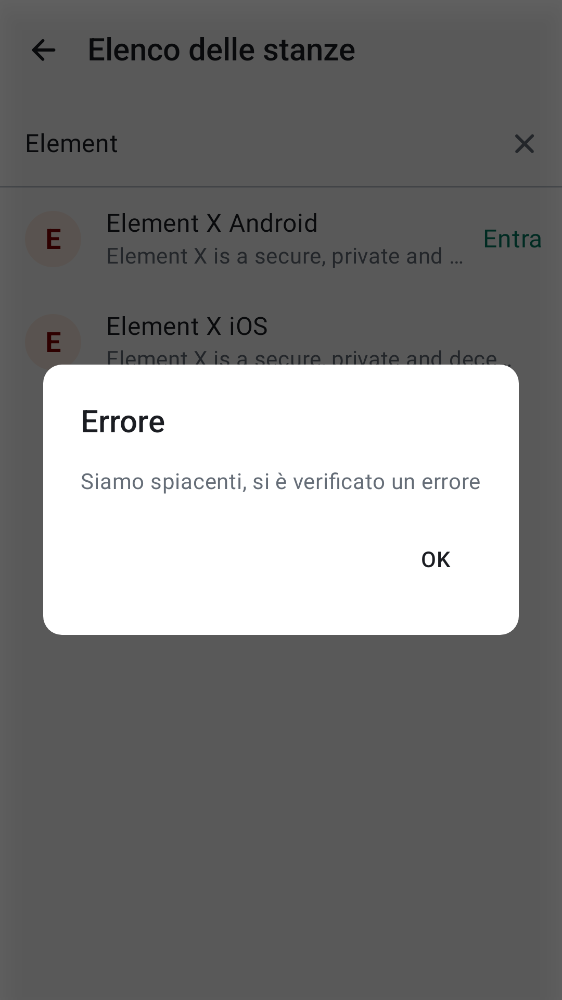 Elenco delle stanze
Element
E
Element X Android
Element X is a secure, private and …
Entra
E
Element X iOS
Element X is a secure, private and dece…
Errore
Siamo spiacenti, si è verificato un errore
OK